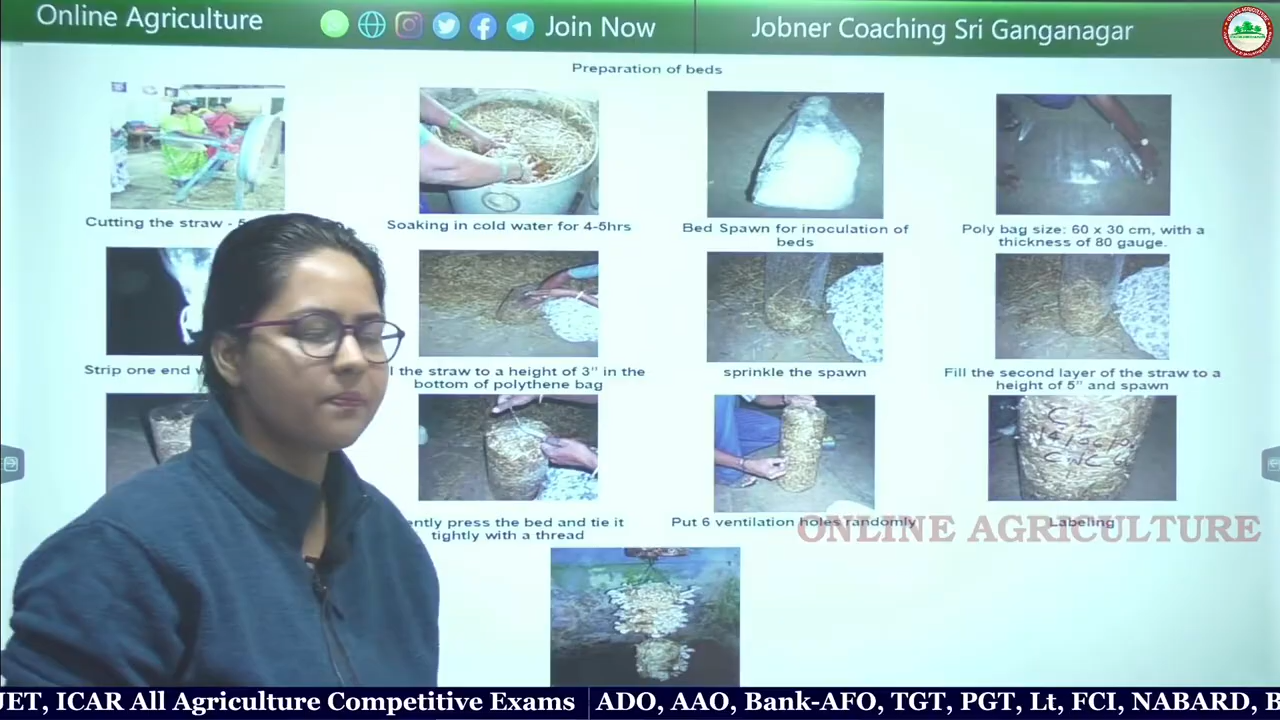 Online Agriculture
Join Now
Jobner Coaching Sri Ganganagar
Preparation of beds
Cutting the straw -
Soaking in cold water for 4-5hrs
Bed Spawn for inoculation of
beds
Poly bag size: 60 x 30 cm, with a
thickness of 80 gauge.
Strip one end
the straw to a height of 3" in the
bottom of polythene bag
sprinkle the spawn
Fill the second layer of the straw to a
height of 5" and spawn
ently press the bed and tie it
tightly with a thread
Put 6 ventilation holes randomly
Labeling
ONLINE AGRICULTURE
JET, ICAR All Agriculture Competitive Exams
ADO, AAO, Bank-AFO, TGT, PGT, Lt, FCI, NABARD,